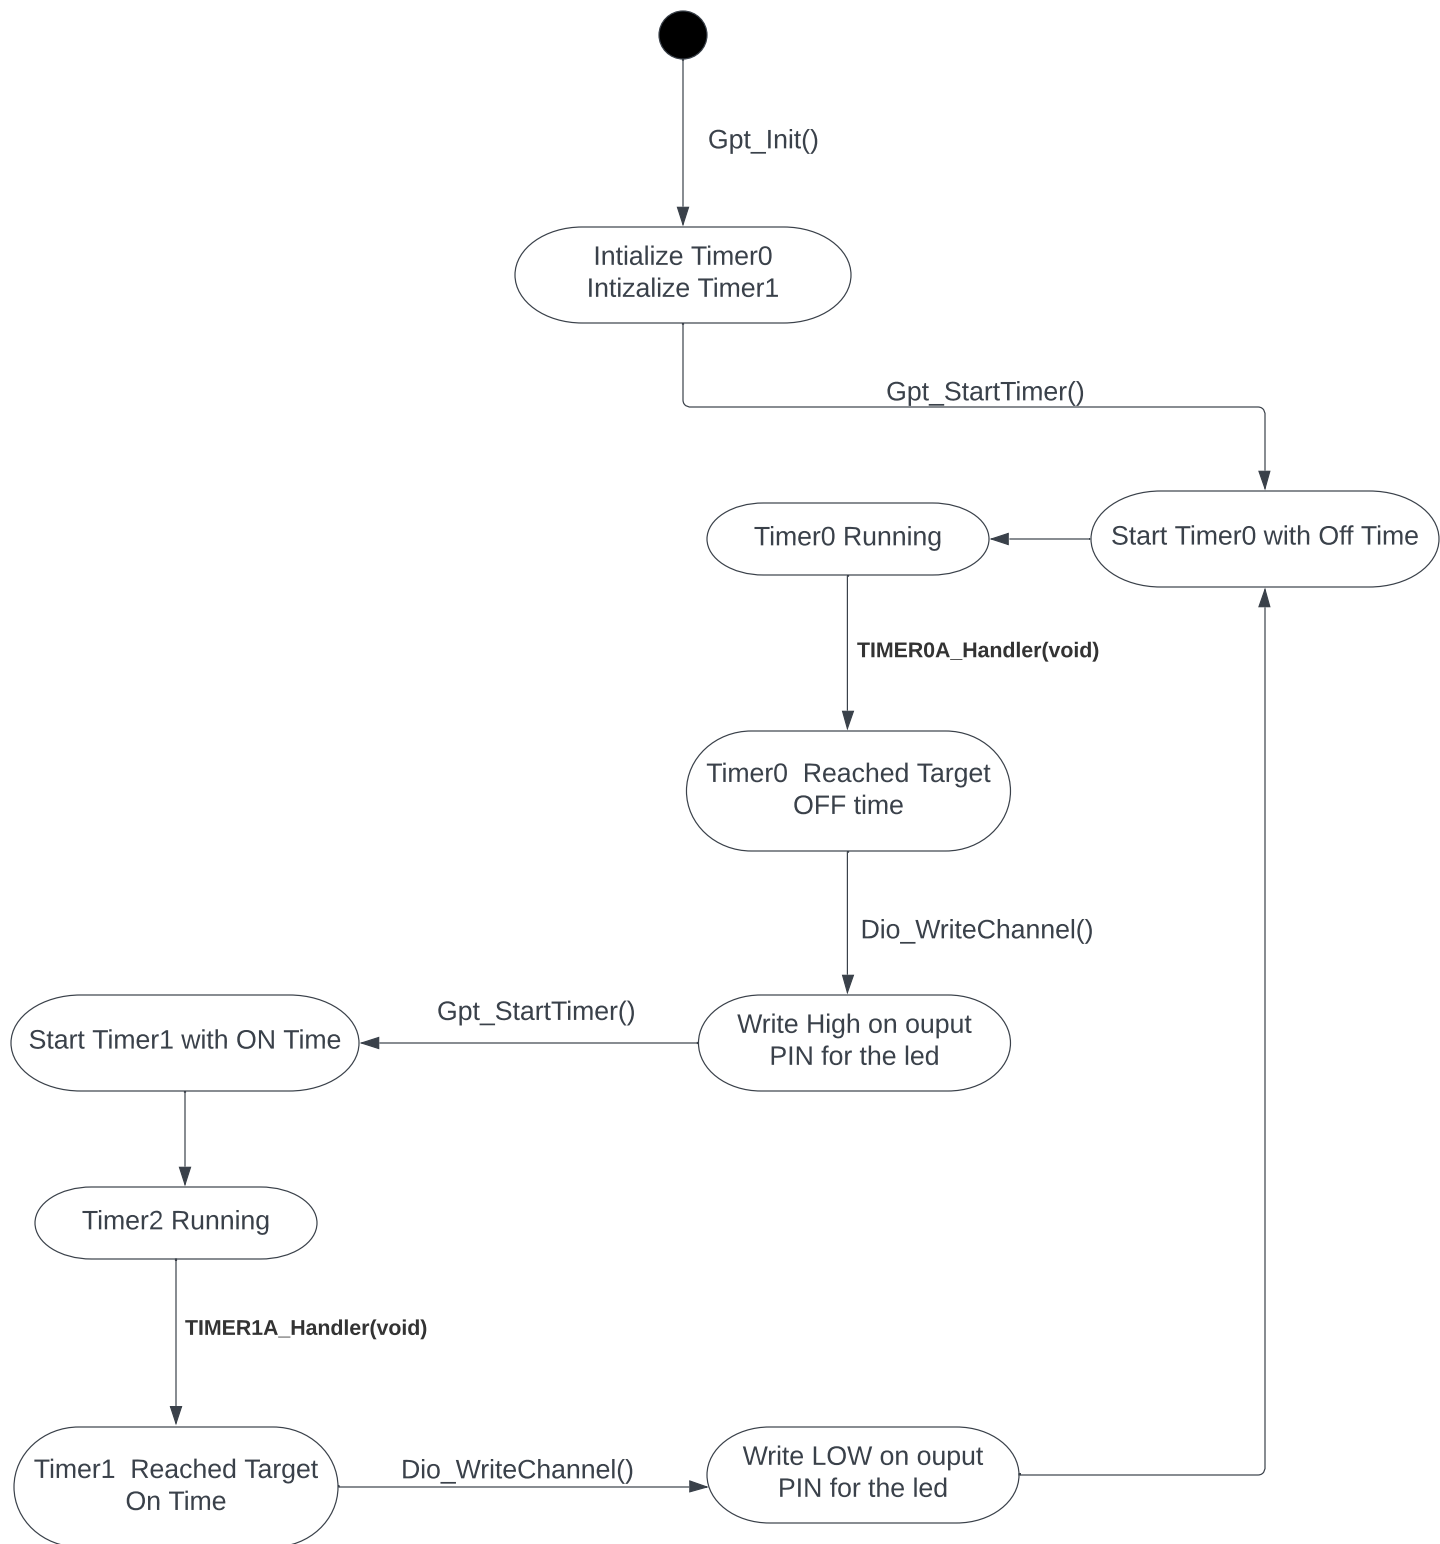 Gpt_Init()
Intialize Timer0
Intizalize Timer1
Gpt_StartTimer()
Start Timer0 with Off Time
Timer0 Running
TIMER0A_Handler(void)
Timer0  Reached Target
OFF time
Dio_WriteChannel()
Write High on ouput
PIN for the led
Gpt_StartTimer()
Start Timer1 with ON Time
Timer2 Running
TIMER1A_Handler(void)
Timer1  Reached Target
On Time
Dio_WriteChannel()
Write LOW on ouput
PIN for the led